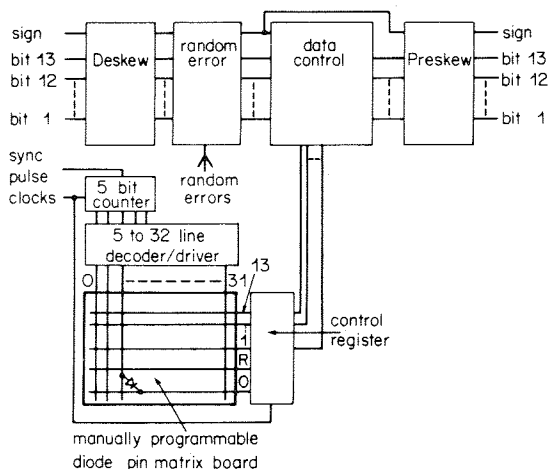 sign
bit 13
bit 12
bit 1
Deskew
random
error
data
control
Preskew
sign
bit 13
bit 12
bit 1
random
errors
sync
pulse
clocks
5 bit
counter
5 to 32 line
decoder/driver
0
31
13
1
R
0
control
register
manually programmable
diode pin matrix board